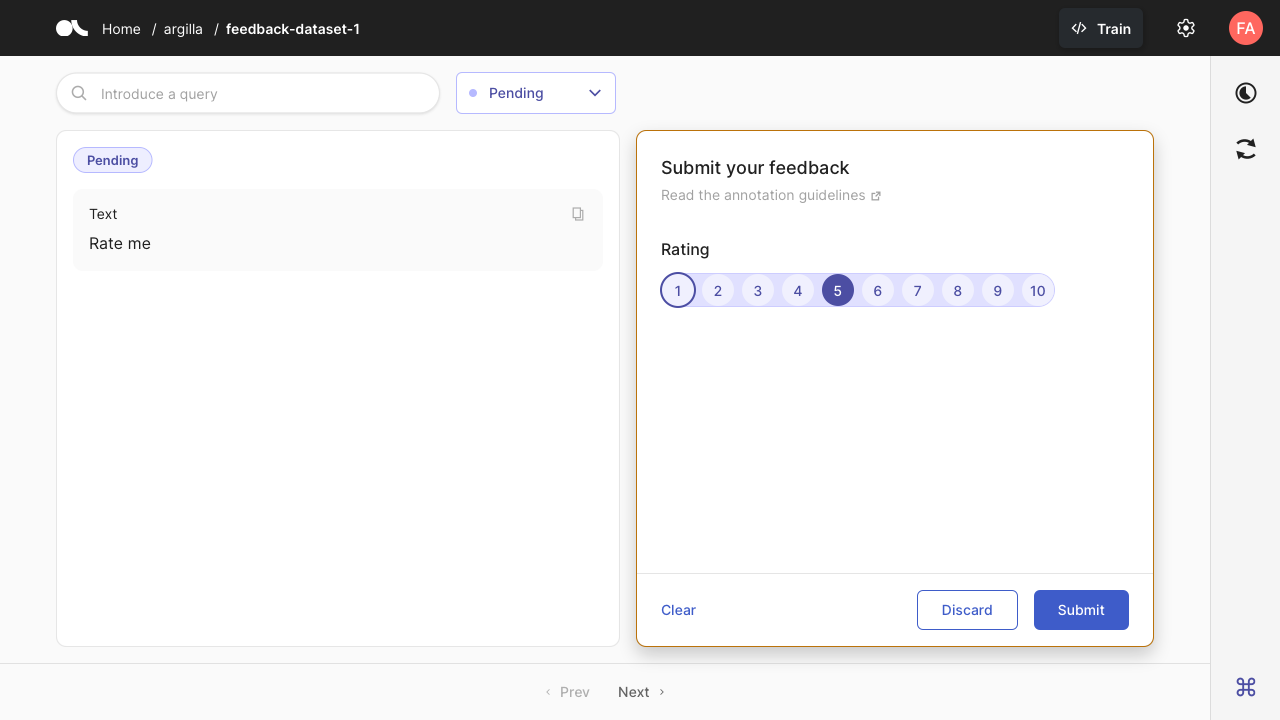 Home / argilla / feedback-dataset-1
Train
FA
Introduce a query
Pending
Pending
Text
Rate me
Submit your feedback
Read the annotation guidelines
Rating
1 2 3 4 5 6 7 8 9 10
Clear
Discard
Submit
Prev
Next